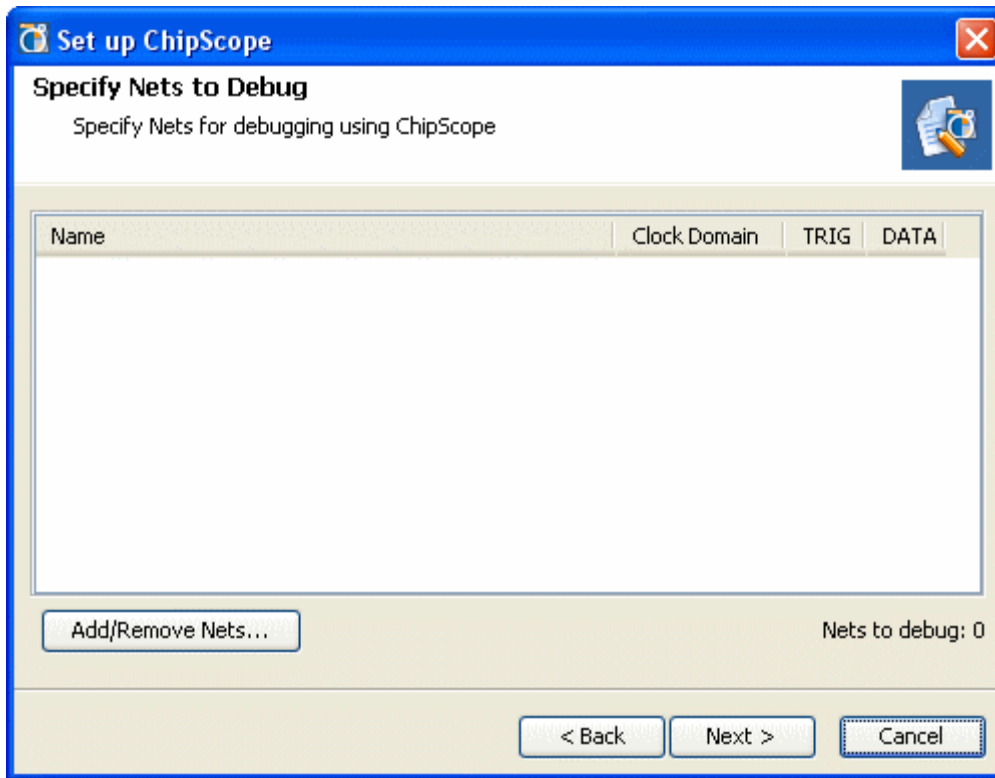 Set up ChipScope
Specify Nets to Debug
Specify Nets for debugging using ChipScope
Name Clock Domain TRIG DATA
Add/Remove Nets... Nets to debug: 0
< Back Next > Cancel